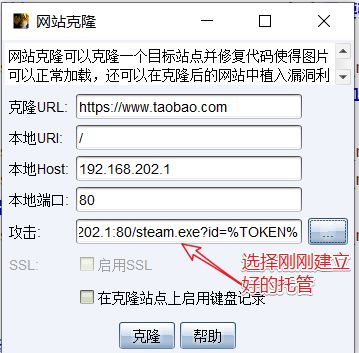 网站克隆
网站克隆可以克隆一个目标站点并修复代码使得图片
可以正常加载，还可以在克隆后的网站中植入漏洞利
克隆URL: https://www.taobao.com
本地URI: /
本地Host: 192.168.202.1
本地端口: 80
攻击: 202.1:80/steam.exe?id=%TOKEN% ...
选择刚刚建立
好的托管
SSL: 启用SSL
在克隆站点上启用键盘记录
克隆 帮助